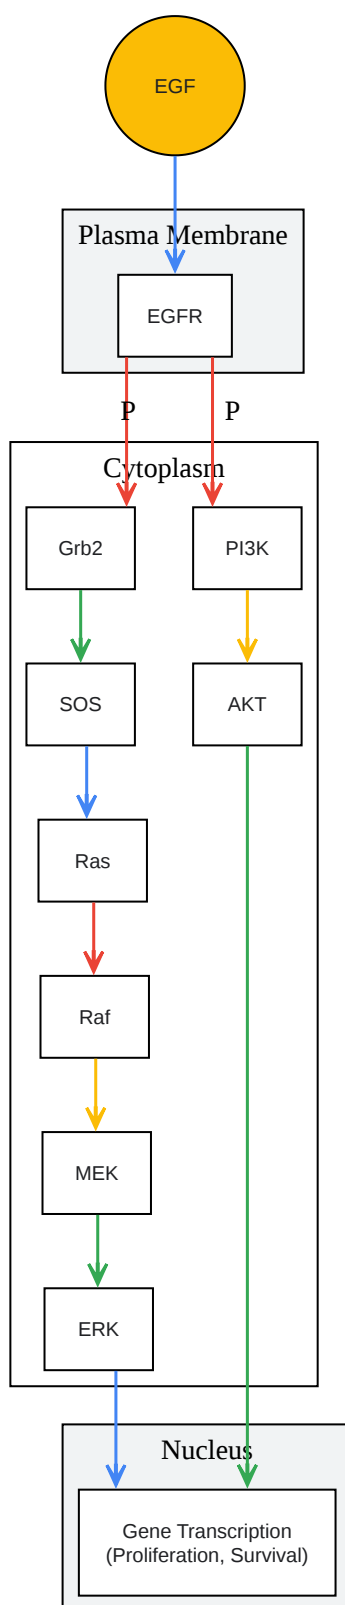 EGF
Plasma Membrane
EGFR
P
P
Cytoplasm
Grb2
PI3K
SOS
AKT
Ras
Raf
MEK
ERK
Nucleus
Gene Transcription
(Proliferation, Survival)